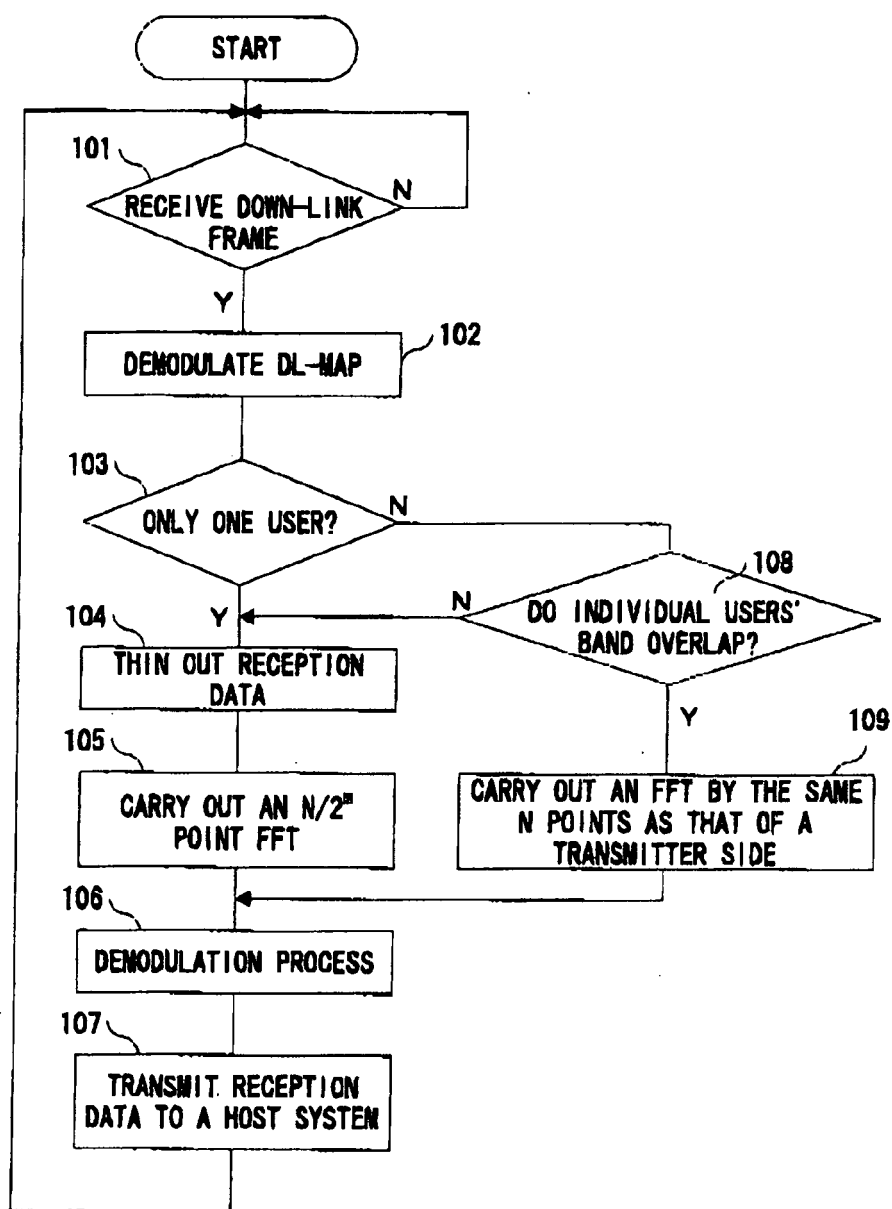 START
101
RECEIVE DOWN-LINK
FRAME
N
Y
DEMODULATE DL-MAP
102
103
ONLY ONE USER?
N
Y
108
DO INDIVIDUAL USERS'
BAND OVERLAP?
N
Y
104
THIN OUT RECEPTION
DATA
105
CARRY OUT AN N/2ᵐ
POINT FFT
109
CARRY OUT AN FFT BY THE SAME
N POINTS AS THAT OF A
TRANSMITTER SIDE
106
DEMODULATION PROCESS
107
TRANSMIT RECEPTION
DATA TO A HOST SYSTEM